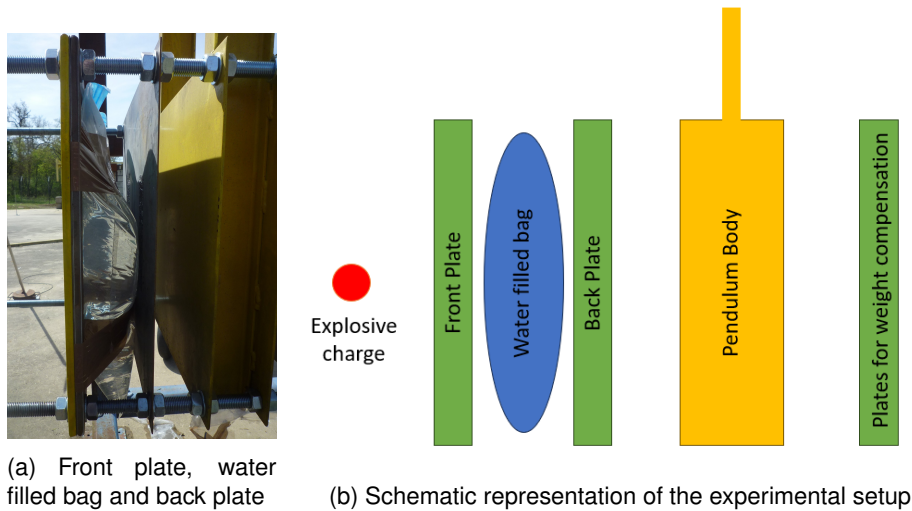 Explosive
charge
Front Plate
Water filled bag
Back Plate
Pendulum Body
Plates for weight compensation
(a) Front plate, water
filled bag and back plate
(b) Schematic representation of the experimental setup